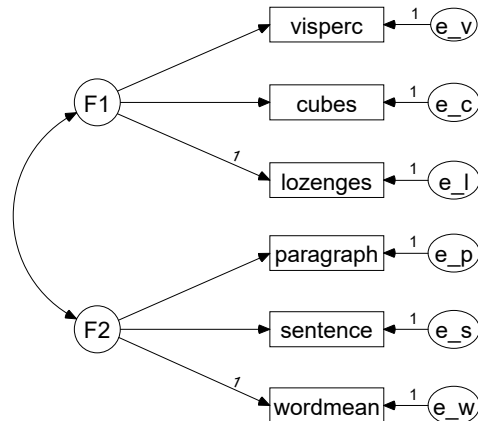 visperc 1 e_v
F1 cubes 1 e_c
1 lozenges 1 e_l
paragraph 1 e_p
F2 sentence 1 e_s
1 wordmean 1 e_w